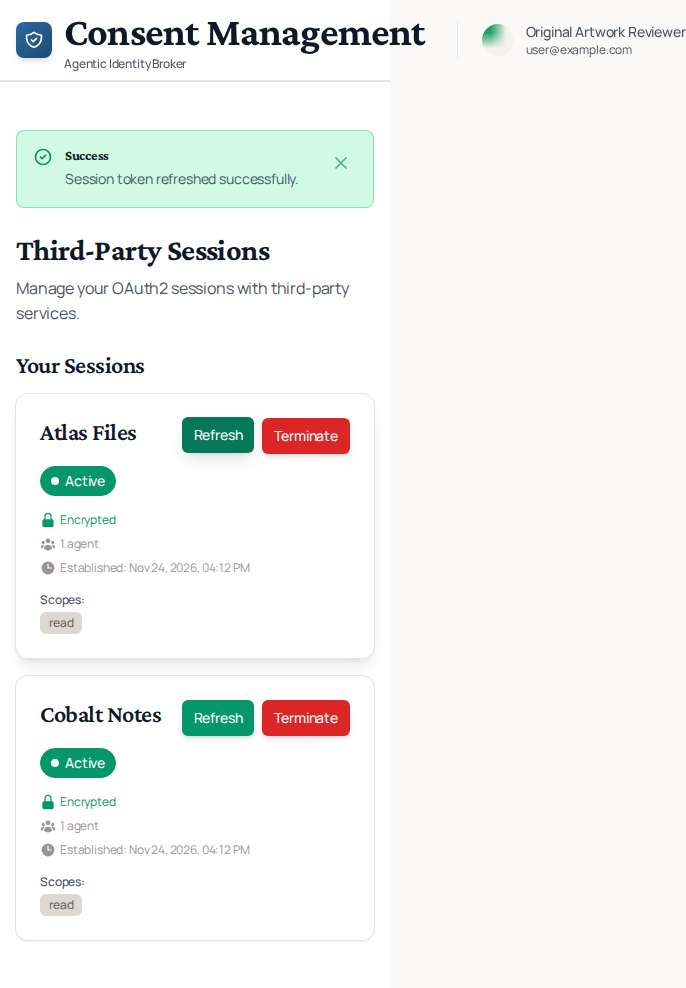 Consent Management
Agentic Identity Broker
Original Artwork Reviewer
user@example.com
Success
Session token refreshed successfully.
Third-Party Sessions
Manage your OAuth2 sessions with third-party
services.
Your Sessions
Atlas Files
Refresh
Terminate
Active
Encrypted
1 agent
Established: Nov 24, 2026, 04:12 PM
Scopes:
read
Cobalt Notes
Refresh
Terminate
Active
Encrypted
1 agent
Established: Nov 24, 2026, 04:12 PM
Scopes:
read